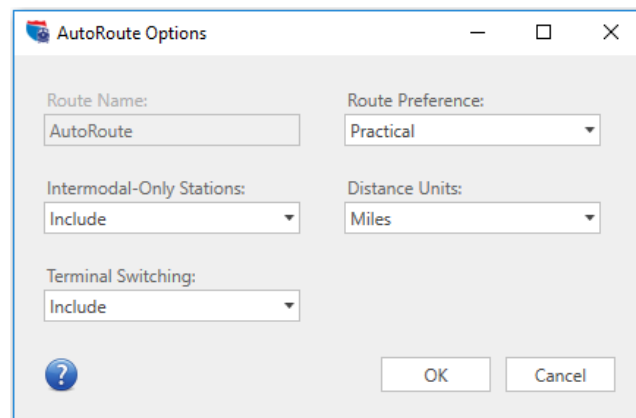 AutoRoute Options
Route Name:
AutoRoute
Route Preference:
Practical
Intermodal-Only Stations:
Include
Distance Units:
Miles
Terminal Switching:
Include
?
OK
Cancel